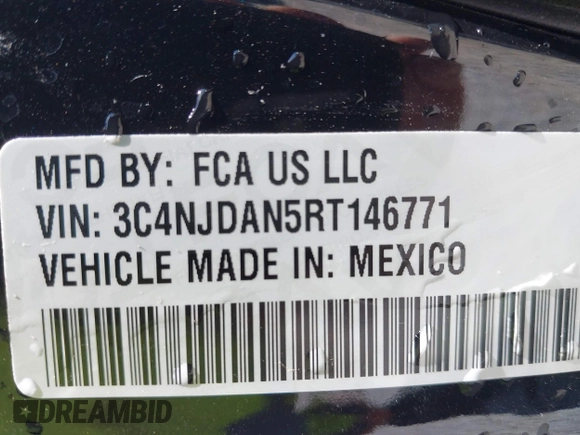 MFD BY: FCA US LLC
VIN: 3C4NJDAN5RT146771
VEHICLE MADE IN: MEXICO
DREAMBID